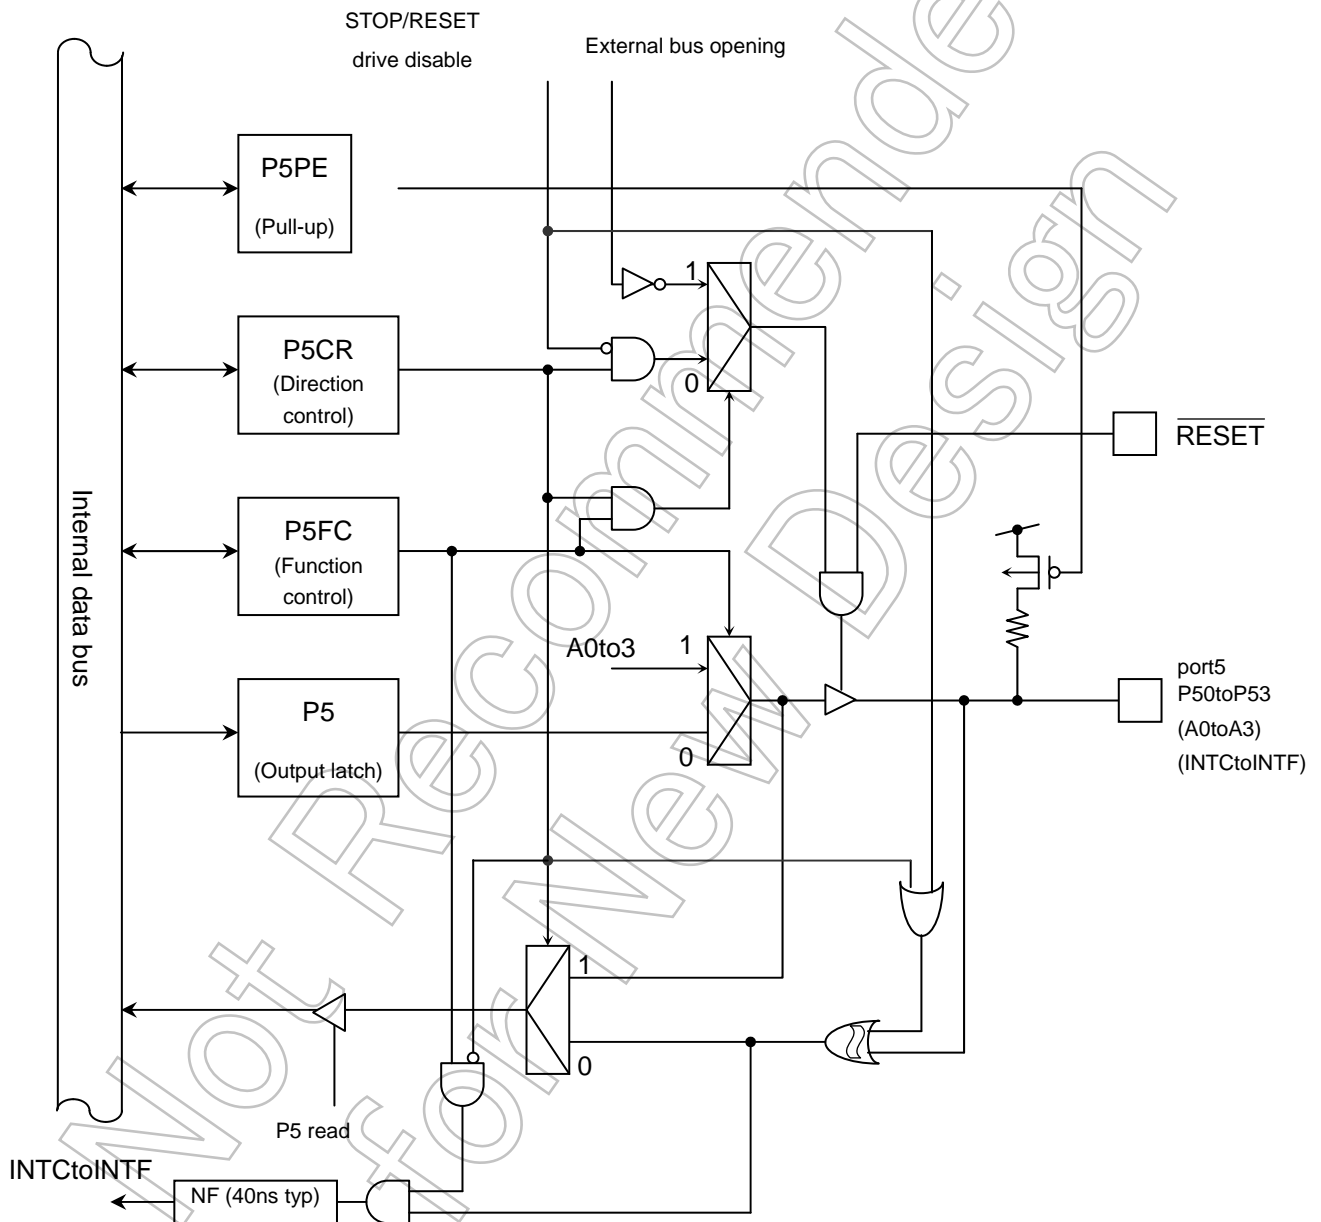 STOP/RESET
drive disable
External bus opening
P5PE
(Pull-up)
1
P5CR
(Direction
control)
0
RESET
Internal data bus
P5FC
(Function
control)
A0to3
1
port5
P50toP53
(A0toA3)
(INTCtoINTF)
P5
(Output latch)
0
1
0
P5 read
INTCtoINTF
NF (40ns typ)
Not Recommende
for New Design